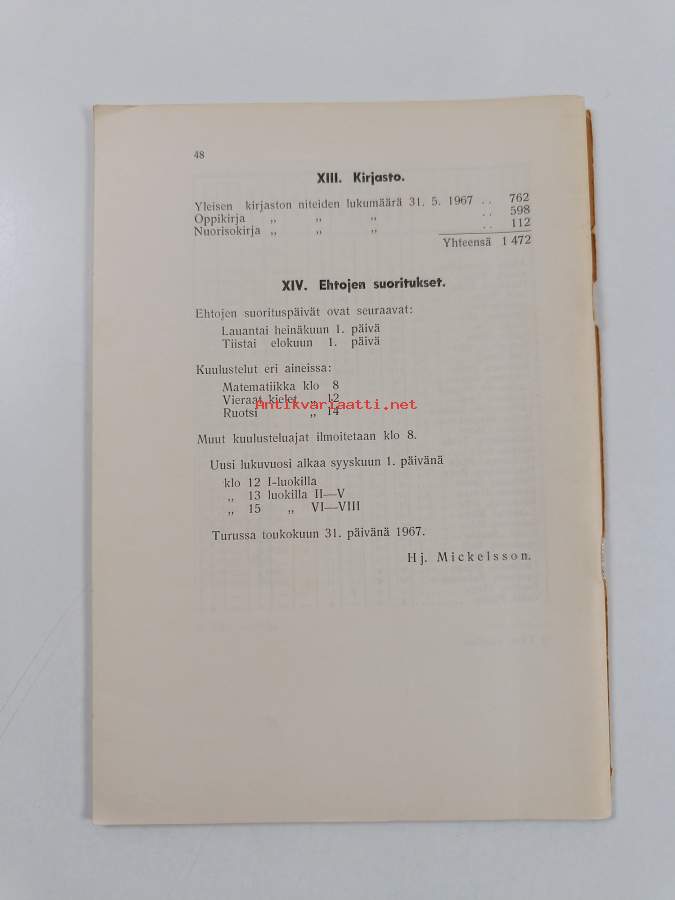 48
XIII. Kirjasto.
Yleisen kirjaston niteiden lukumäärä 31. 5. 1967 . . 762
Oppikirja „ „ „ . . 598
Nuorisokirja „ „ „ . . 112
Yhteensä 1 472
XIV. Ehtojen suoritukset.
Ehtojen suorituspäivät ovat seuraavat:
Lauantai heinäkuun 1. päivä
Tiistai elokuun 1. päivä
Kuulustelut eri aineissa:
Matematiikka klo 8
Vieraat kielet „ 12
Antikvariaatti.net
Ruotsi „ 14
Muut kuulusteluajat ilmoitetaan klo 8.
Uusi lukuvuosi alkaa syyskuun 1. päivänä
klo 12 I-luokilla
„ 13 luokilla II—V
„ 15 „ VI—VIII
Turussa toukokuun 31. päivänä 1967.
Hj. Mickelsson.